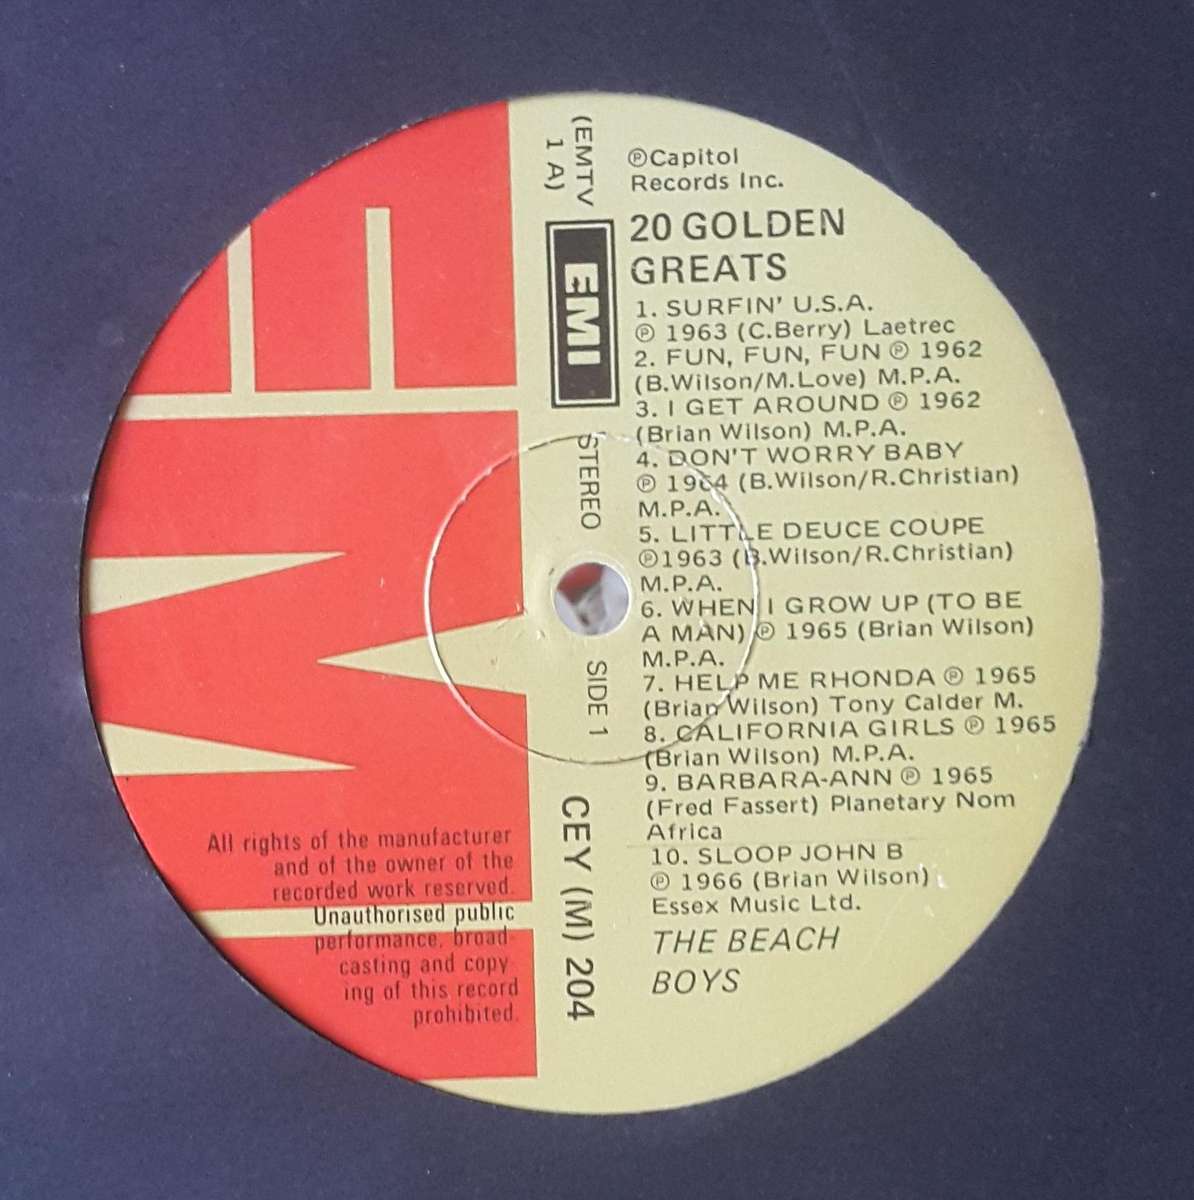 (EMTV
1 A)
EMI
STEREO
SIDE 1
CEY (M) 204
℗Capitol
Records Inc.
20 GOLDEN
GREATS
1. SURFIN' U.S.A.
℗ 1963 (C.Berry) Laetrec
2. FUN, FUN, FUN ℗ 1962
(B.Wilson/M.Love) M.P.A.
3. I GET AROUND ℗ 1962
(Brian Wilson) M.P.A.
4. DON'T WORRY BABY
℗ 1964 (B.Wilson/R.Christian)
M.P.A.
5. LITTLE DEUCE COUPE
℗1963 (B.Wilson/R.Christian)
M.P.A.
6. WHEN I GROW UP (TO BE
A MAN) ℗ 1965 (Brian Wilson)
M.P.A.
7. HELP ME RHONDA ℗ 1965
(Brian Wilson) Tony Calder M.
8. CALIFORNIA GIRLS ℗ 1965
(Brian Wilson) M.P.A.
9. BARBARA-ANN ℗ 1965
(Fred Fassert) Planetary Nom
Africa
10. SLOOP JOHN B
℗ 1966 (Brian Wilson)
Essex Music Ltd.
THE BEACH
BOYS
All rights of the manufacturer
and of the owner of the
recorded work reserved.
Unauthorised public
performance, broad-
casting and copy-
ing of this record
prohibited.